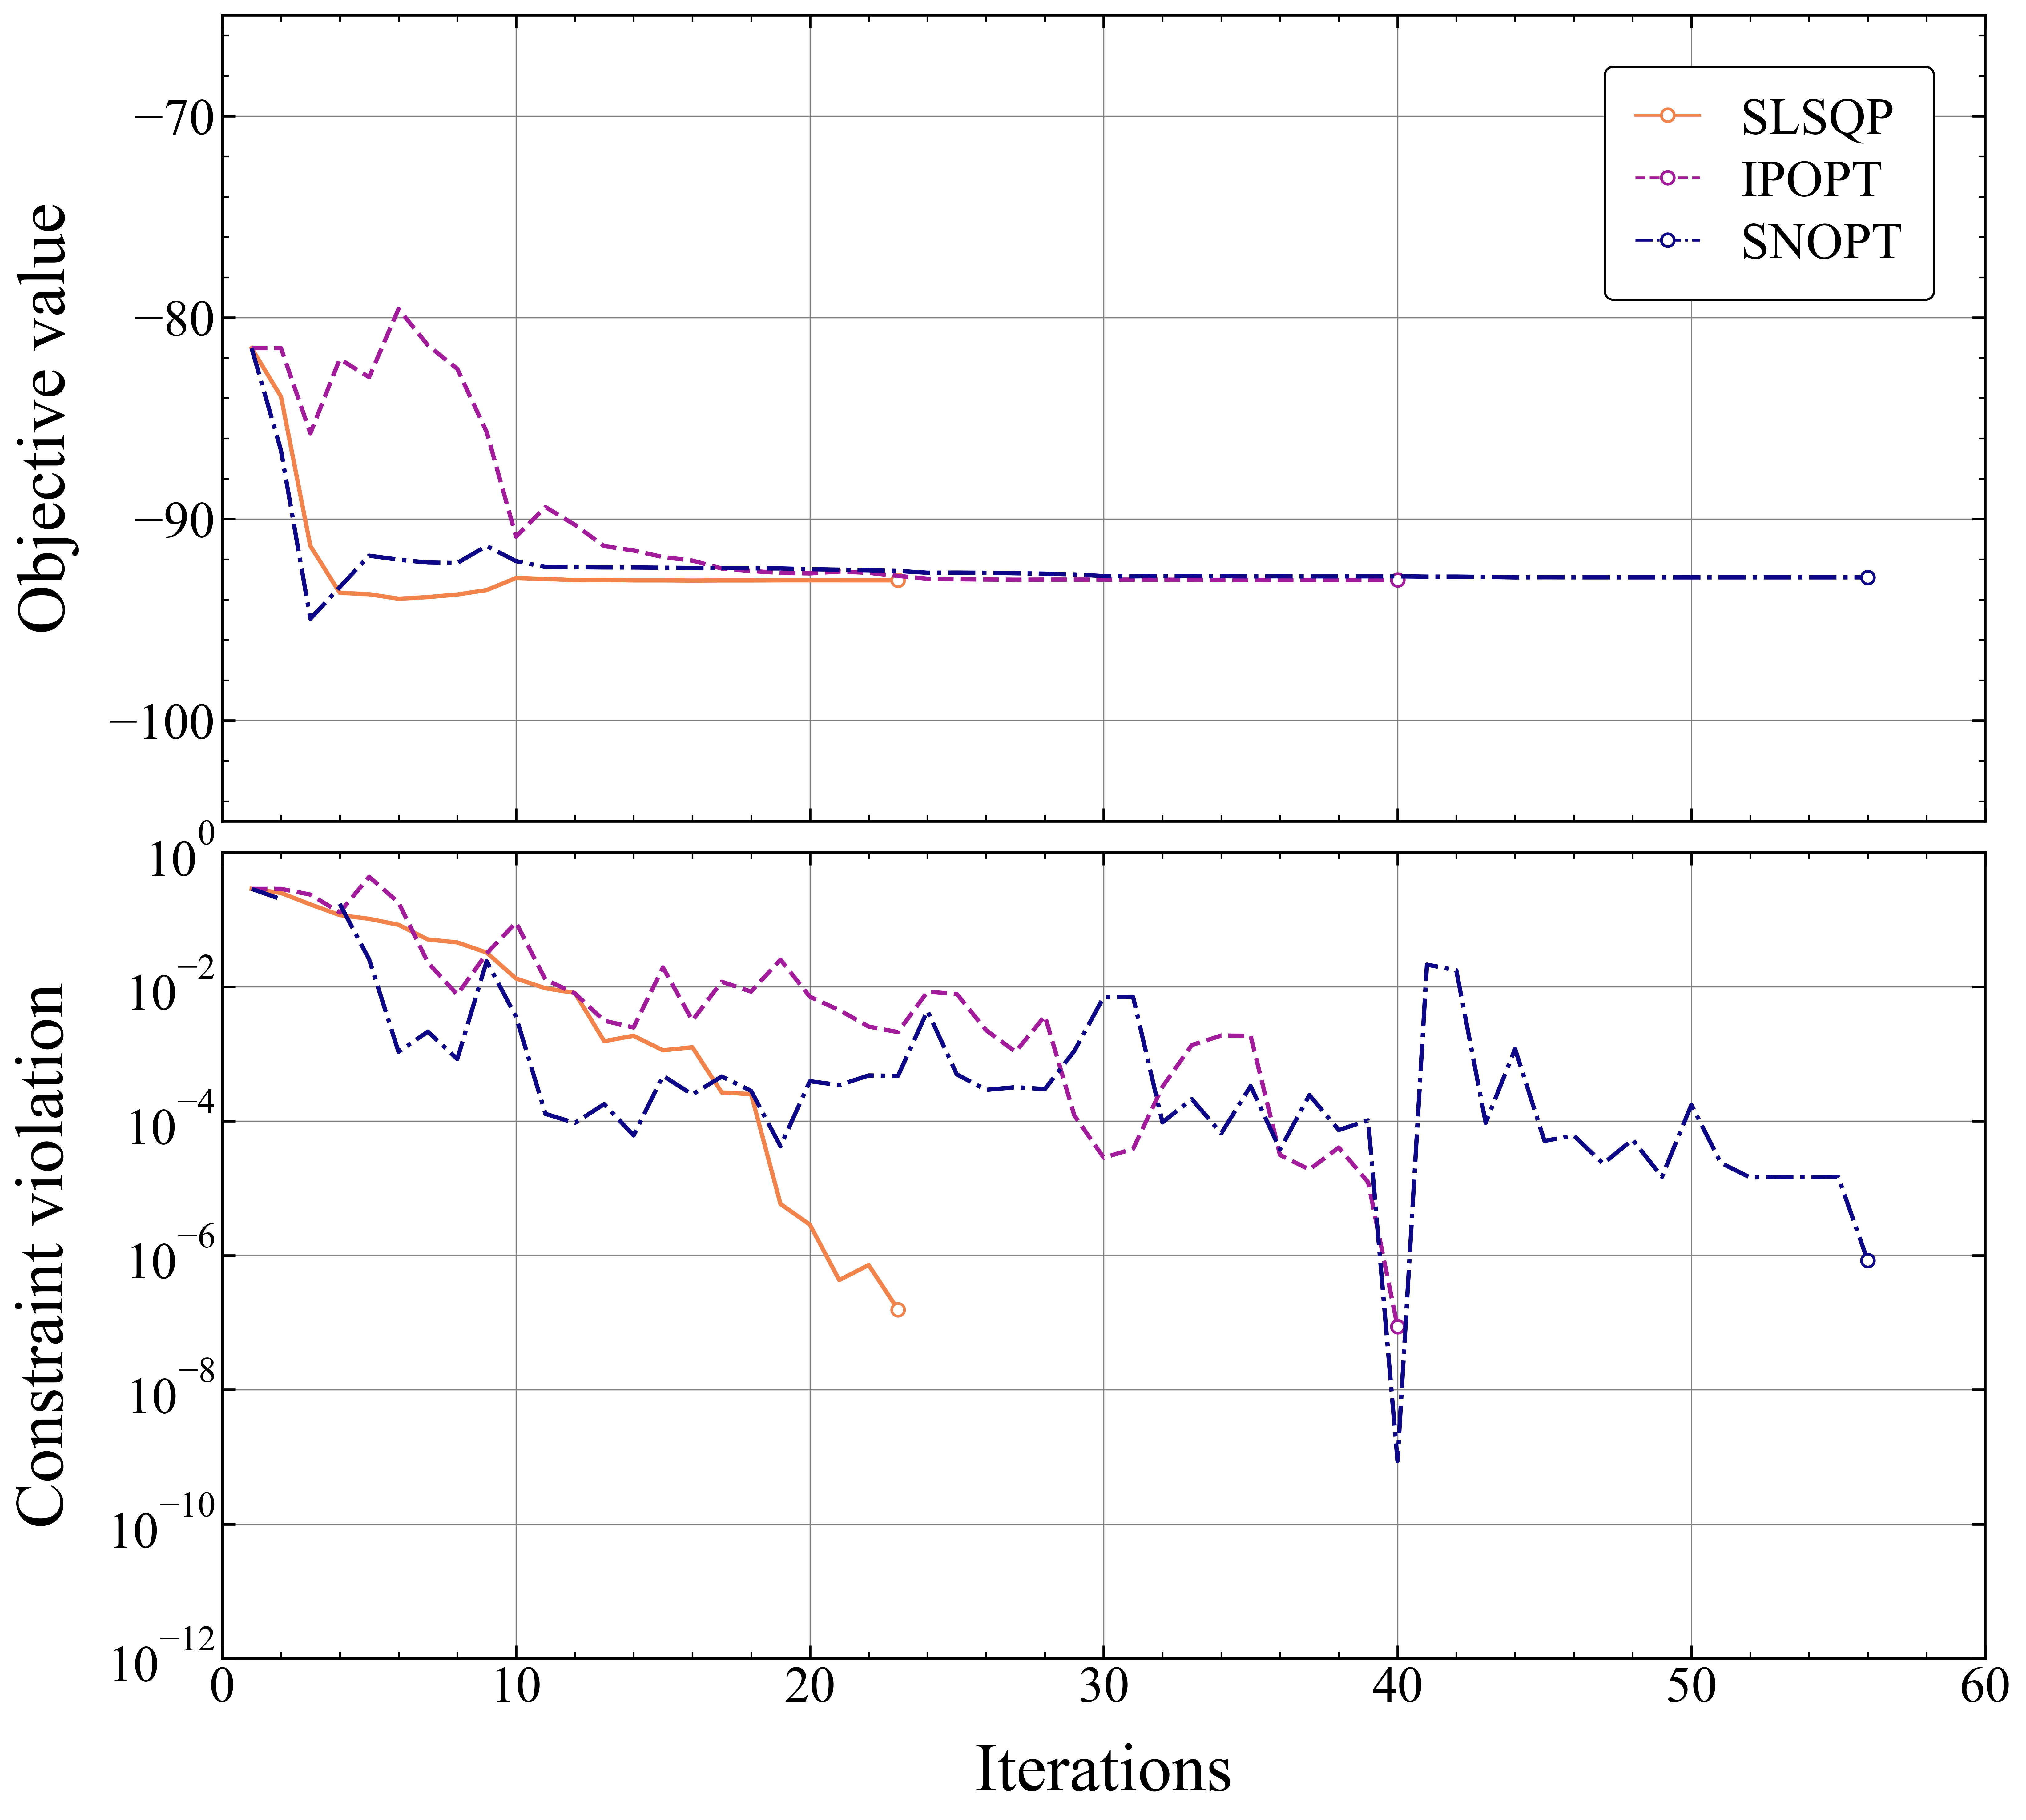 Objective value
−70
−80
−90
−100
SLSQP
IPOPT
SNOPT
Constraint violation
10^0
10^−2
10^−4
10^−6
10^−8
10^−10
10^−12
0 10 20 30 40 50 60
Iterations